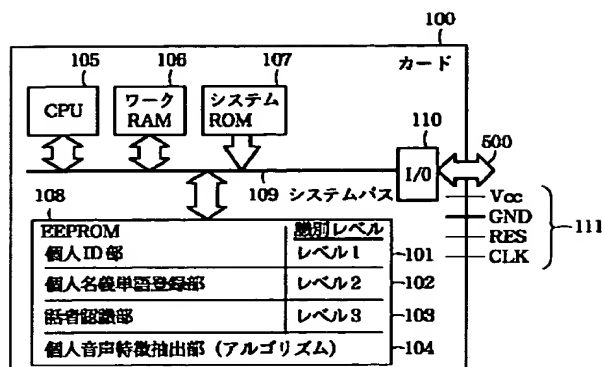 100
カード
105
106
107
CPU
ワーク
RAM
システム
ROM
110
500
I/O
109
システムバス
108
Vcc
GND
RES
CLK
111
EEPROM
識別レベル
個人ID部
レベル1
101
個人名義単語登録部
レベル2
102
話者認識部
レベル3
103
個人音声特徴抽出部(アルゴリズム)
104